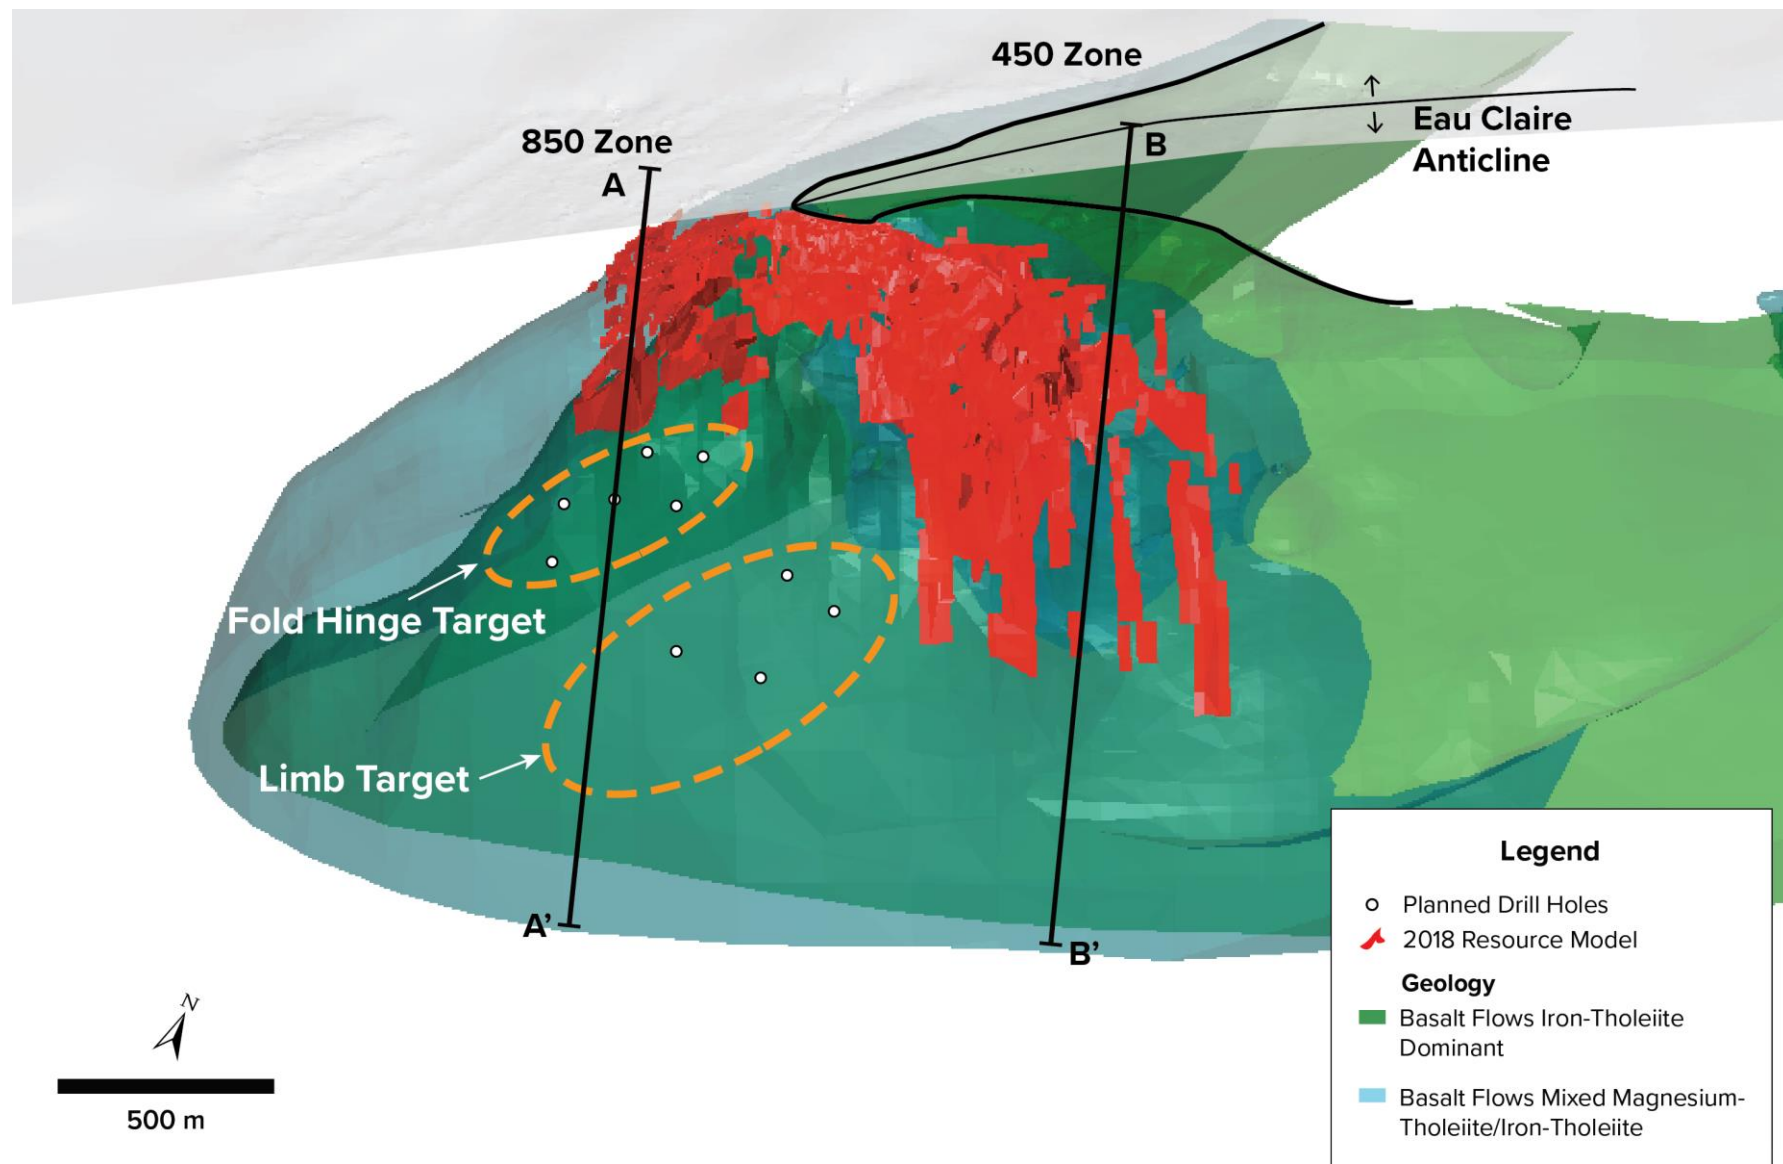 450 Zone
850 Zone
A
B
Eau Claire
Anticline
Fold Hinge Target
Limb Target
A’
B’
N
500 m
Legend
Planned Drill Holes
2018 Resource Model
Geology
Basalt Flows Iron-Tholeiite
Dominant
Basalt Flows Mixed Magnesium-
Tholeiite/Iron-Tholeiite